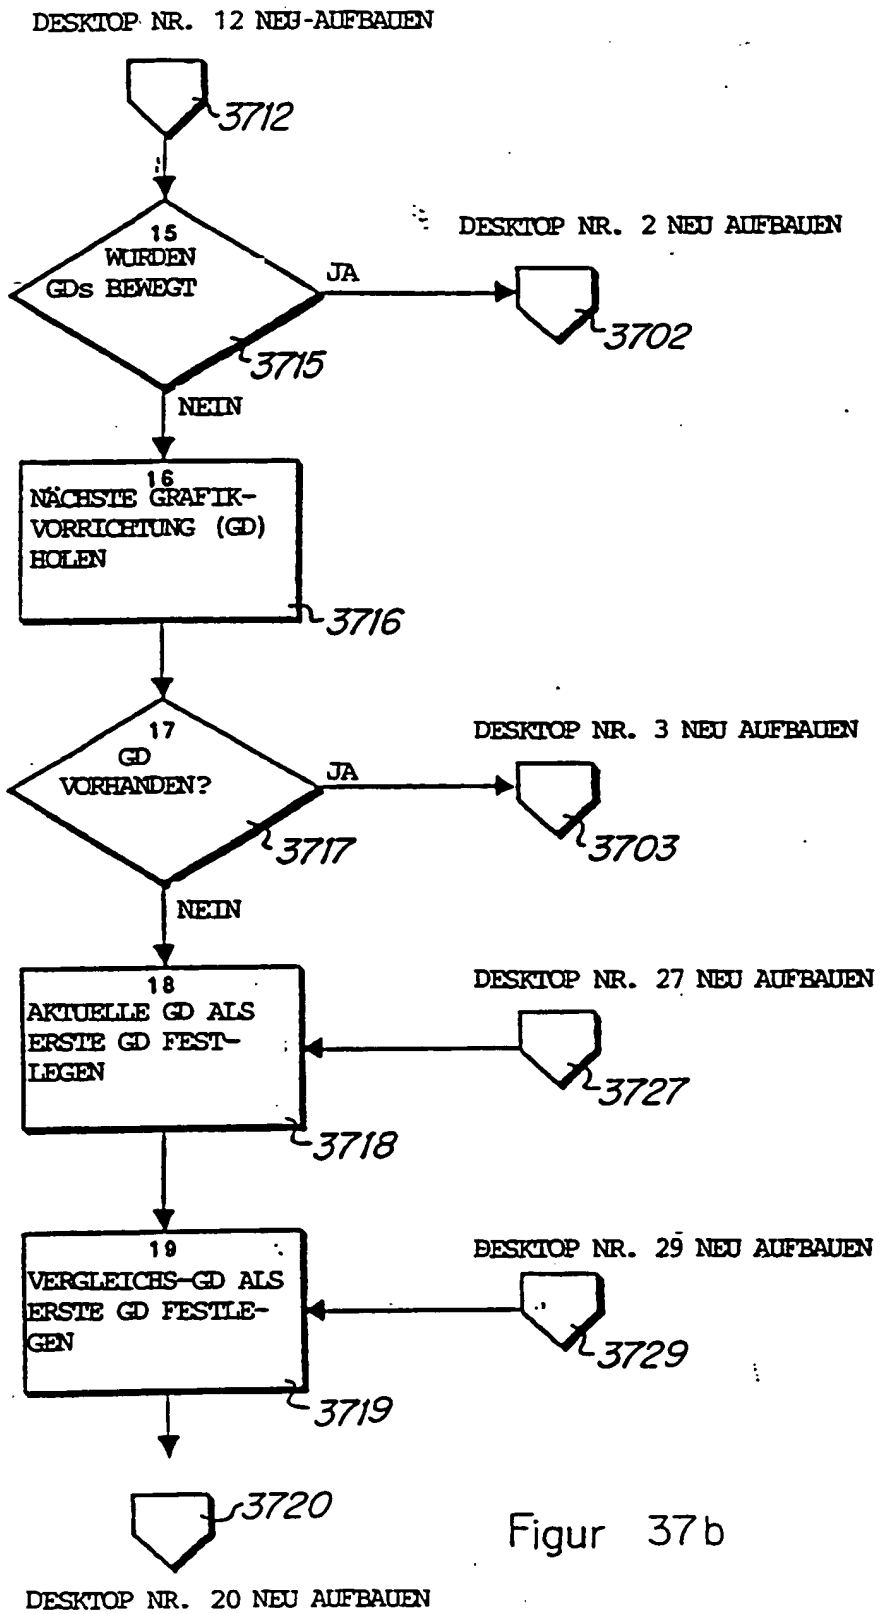 DESKTOP NR. 12 NEU-AUFBAUEN
3712
15
WURDEN
GDs BEWEGT
JA
DESKTOP NR. 2 NEU AUFBAUEN
3702
3715
NEIN
16
NÄCHSTE GRAFIK-
VORRICHTUNG (GD)
HOLEN
3716
17
GD
VORHANDEN?
JA
DESKTOP NR. 3 NEU AUFBAUEN
3703
3717
NEIN
18
AKTUELLE GD ALS
ERSTE GD FEST-
LEGEN
DESKTOP NR. 27 NEU AUFBAUEN
3727
3718
19
VERGLEICHS-GD ALS
ERSTE GD FESTLE-
GEN
DESKTOP NR. 29 NEU AUFBAUEN
3729
3719
3720
Figur 37b
DESKTOP NR. 20 NEU AUFBAUEN